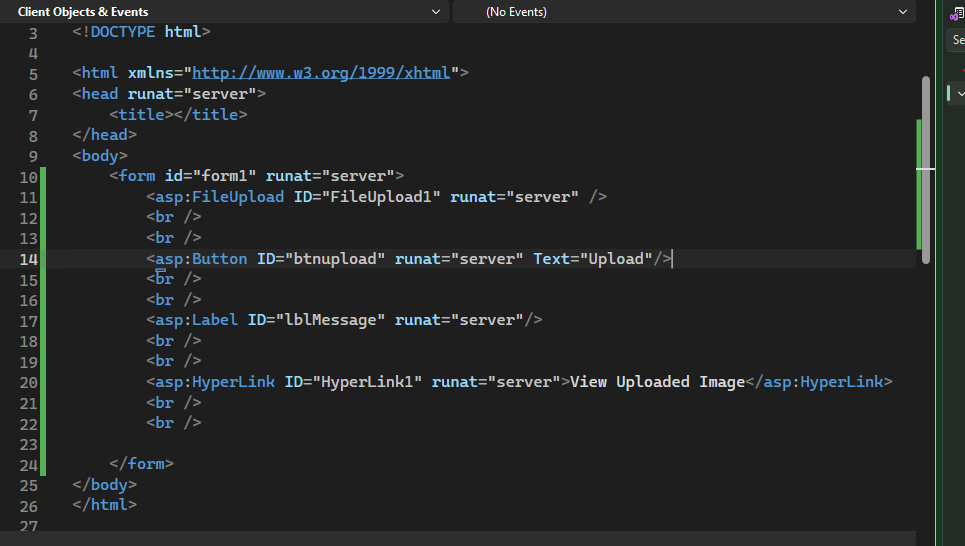 Client Objects & Events (No Events)
Se
3 <!DOCTYPE html>
4
5 <html xmlns="http://www.w3.org/1999/xhtml">
6 <head runat="server">
7 <title></title>
8 </head>
9 <body>
10 <form id="form1" runat="server">
11 <asp:FileUpload ID="FileUpload1" runat="server" />
12 <br />
13 <br />
14 <asp:Button ID="btnupload" runat="server" Text="Upload"/>
15 <br />
16 <br />
17 <asp:Label ID="lblMessage" runat="server"/>
18 <br />
19 <br />
20 <asp:HyperLink ID="HyperLink1" runat="server">View Uploaded Image</asp:HyperLink>
21 <br />
22 <br />
23
24 </form>
25 </body>
26 </html>
27